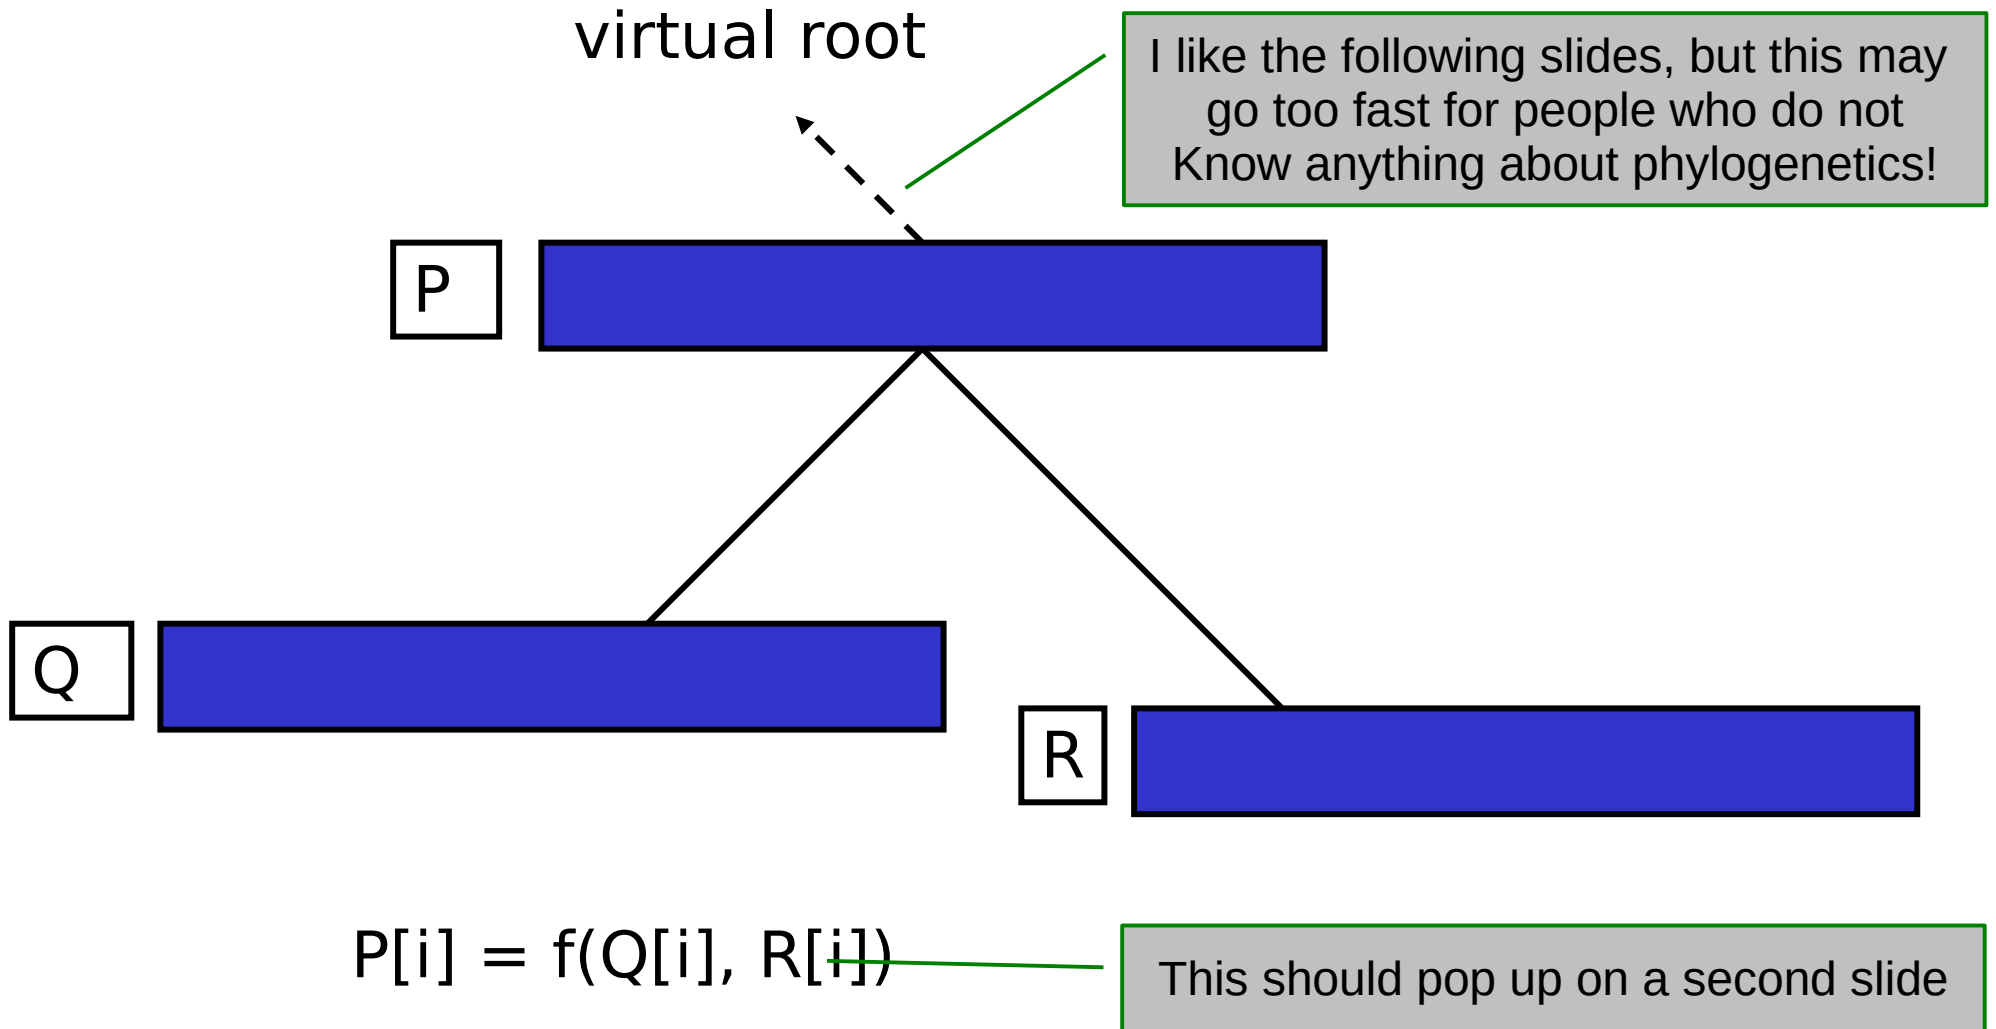 virtual root
I like the following slides, but this may
go too fast for people who do not
Know anything about phylogenetics!
P
Q
R
P[i] = f(Q[i], R[i])
This should pop up on a second slide